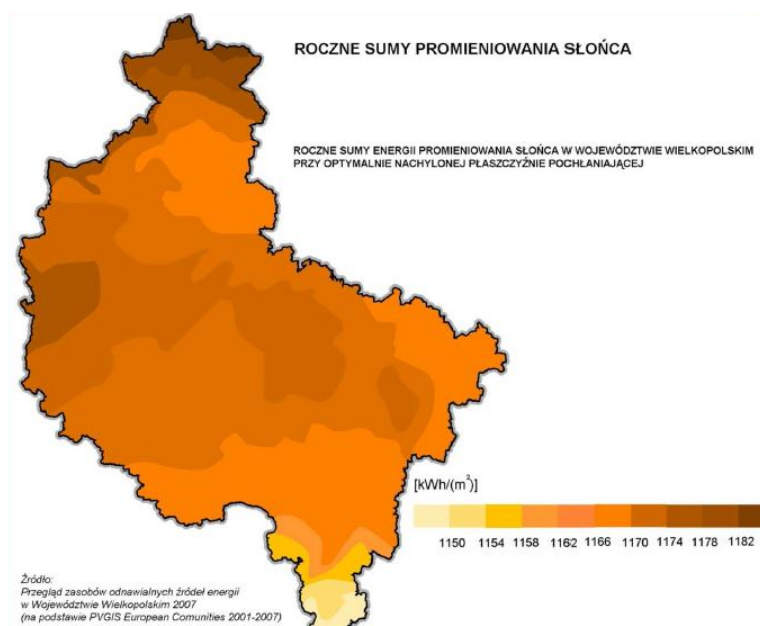 ROCZNE SUMY PROMIENIOWANIA SŁOŃCA
ROCZNE SUMY ENERGII PROMIENIOWANIA SŁOŃCA W WOJEWÓDZTWIE WIELKOPOLSKIM
PRZY OPTYMALNIE NACHYLONEJ PŁASZCZYŹNIE POCHŁANIAJĄCEJ
[kWh/(m²)]
1150 1154 1158 1162 1166 1170 1174 1178 1182
Źródło:
Przegląd zasobów odnawialnych źródeł energii
w Województwie Wielkopolskim 2007
(na podstawie PVGIS European Comunities 2001-2007)